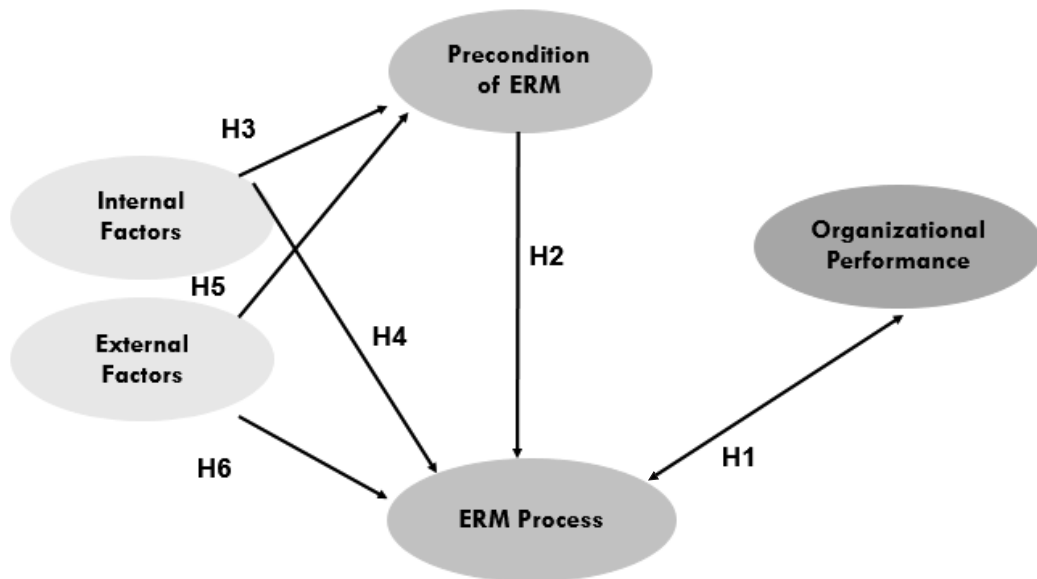 Precondition
of ERM
H3
Internal
Factors
Organizational
Performance
H2
H5
H4
External
Factors
H6
H1
ERM Process